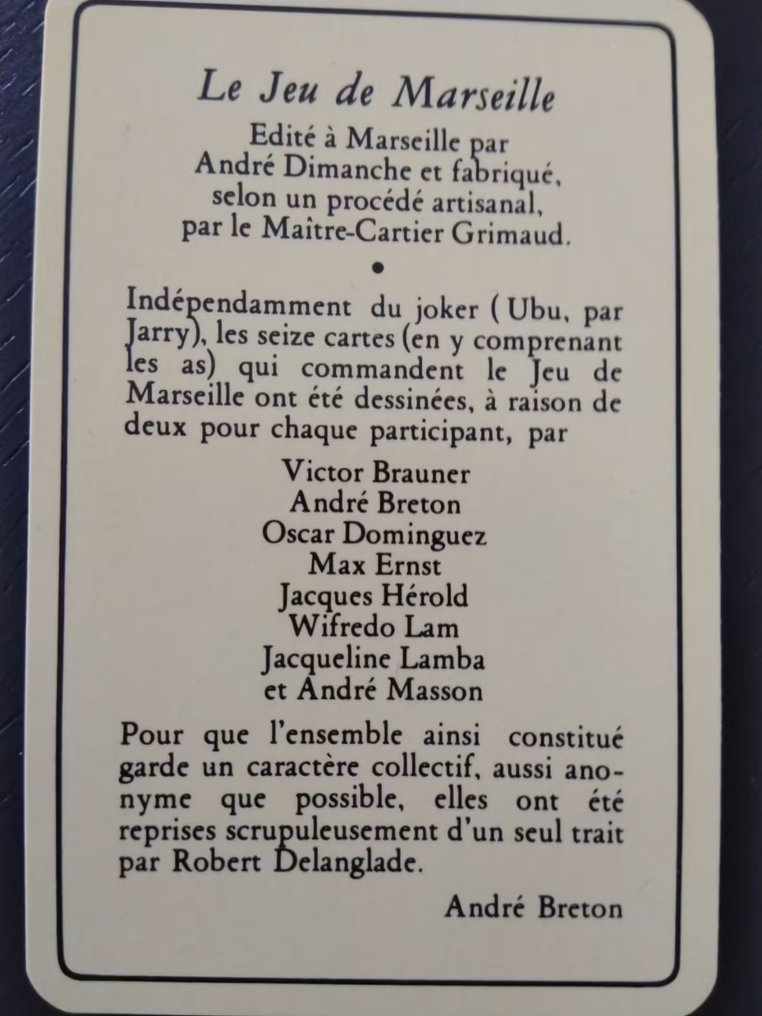 Le Jeu de Marseille
Edité à Marseille par
André Dimanche et fabriqué,
selon un procédé artisanal,
par le Maître-Cartier Grimaud.
•
Indépendamment du joker ( Ubu, par
Jarry), les seize cartes (en y comprenant
les as) qui commandent le Jeu de
Marseille ont été dessinées, à raison de
deux pour chaque participant, par
Victor Brauner
André Breton
Oscar Dominguez
Max Ernst
Jacques Hérold
Wifredo Lam
Jacqueline Lamba
et André Masson
Pour que l'ensemble ainsi constitué
garde un caractère collectif, aussi ano-
nyme que possible, elles ont été
reprises scrupuleusement d'un seul trait
par Robert Delanglade.
André Breton